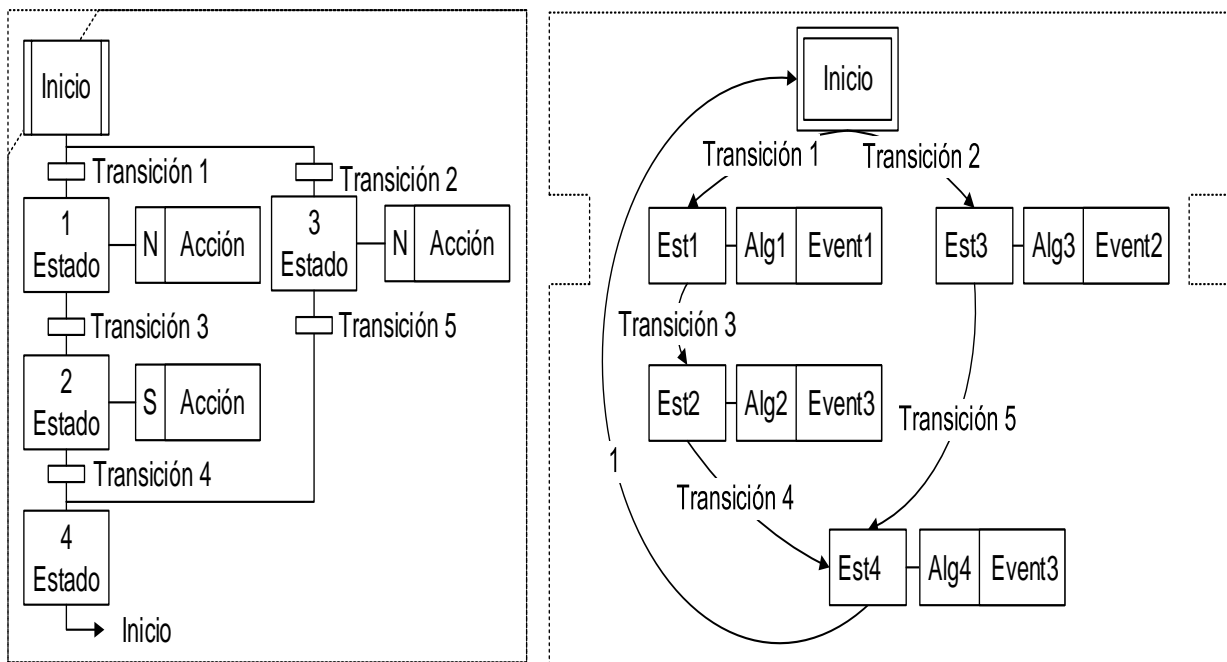 Inicio
Transición 1
Transición 2
1
Estado
N
Acción
3
Estado
N
Acción
Transición 3
Transición 5
2
Estado
S
Acción
Transición 4
4
Estado
Inicio
Inicio
Transición 1
Transición 2
Est1
Alg1
Event1
Est3
Alg3
Event2
Transición 3
Est2
Alg2
Event3
Transición 5
1
Transición 4
Est4
Alg4
Event3